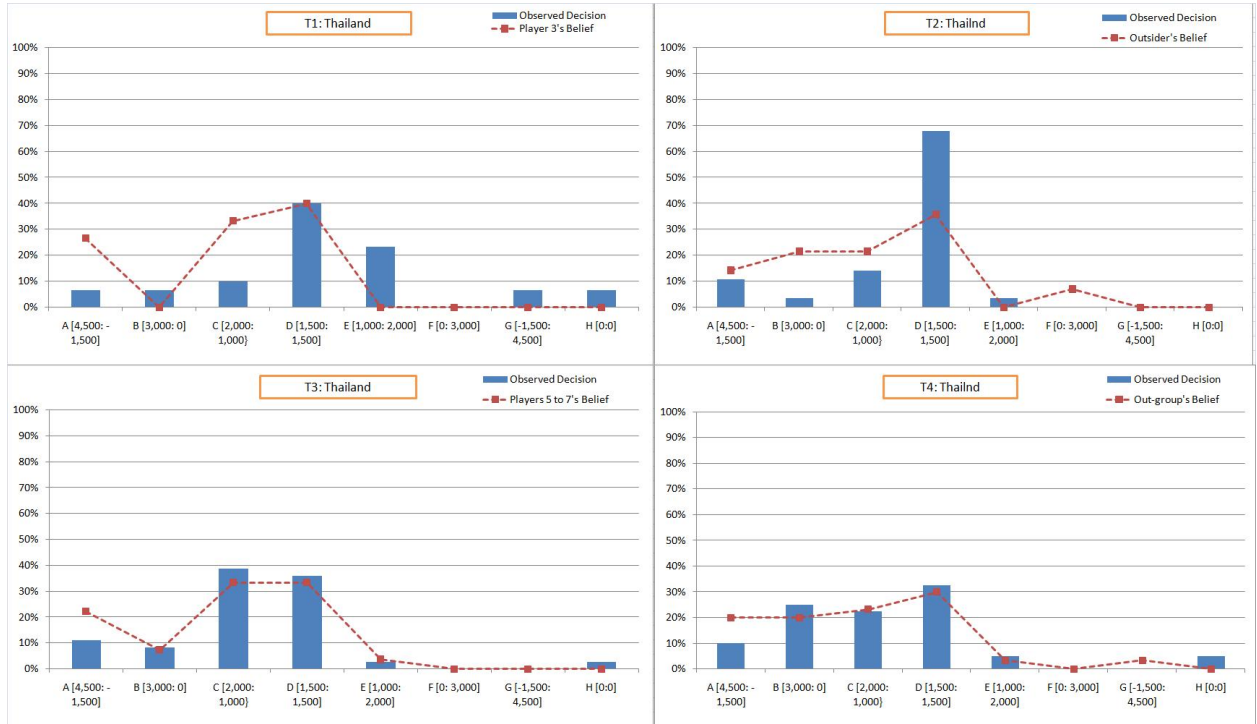 T1: Thailand
Observed Decision
Player 3's Belief
100%
90%
80%
70%
60%
50%
40%
30%
20%
10%
0%
A [4,500: - B [3,000: 0] C [2,000: D [1,500: E [1,000: 2,000] F [0: 3,000] G [-1,500: H [0:0]
1,500] 1,000} 1,500] 4,500]
T2: Thailnd
Observed Decision
Outsider's Belief
100%
90%
80%
70%
60%
50%
40%
30%
20%
10%
0%
A [4,500: - B [3,000: 0] C [2,000: D [1,500: E [1,000: F [0: 3,000] G [-1,500: H [0:0]
1,500] 1,000} 1,500] 2,000] 4,500]
T3: Thailand
Observed Decision
Players 5 to 7's Belief
100%
90%
80%
70%
60%
50%
40%
30%
20%
10%
0%
A [4,500: - B [3,000: 0] C [2,000: D [1,500: E [1,000: F [0: 3,000] G [-1,500: H [0:0]
1,500] 1,000} 1,500] 2,000] 4,500]
T4: Thailnd
Observed Decision
Out-group's Belief
100%
90%
80%
70%
60%
50%
40%
30%
20%
10%
0%
A [4,500: - B [3,000: 0] C [2,000: D [1,500: E [1,000: F [0: 3,000] G [-1,500: H [0:0]
1,500] 1,000} 1,500] 2,000] 4,500]